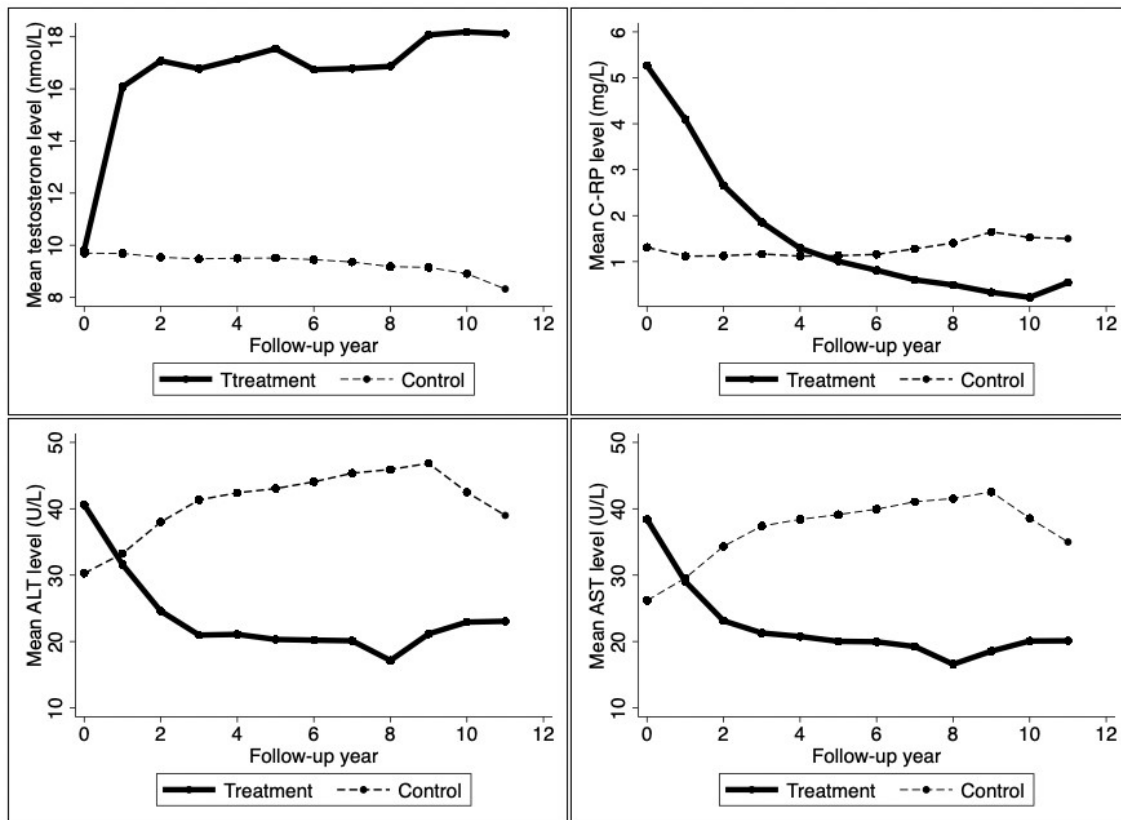 Mean testosterone level (nmol/L)
18
16
14
12
10
8
0 2 4 6 8 10 12
Follow-up year
Ttreatment Control
Mean C-RP level (mg/L)
6
5
4
3
2
1
0 2 4 6 8 10 12
Follow-up year
Treatment Control
Mean ALT level (U/L)
50
40
30
20
10
0 2 4 6 8 10 12
Follow-up year
Treatment Control
Mean AST level (U/L)
50
40
30
20
10
0 2 4 6 8 10 12
Follow-up year
Treatment Control